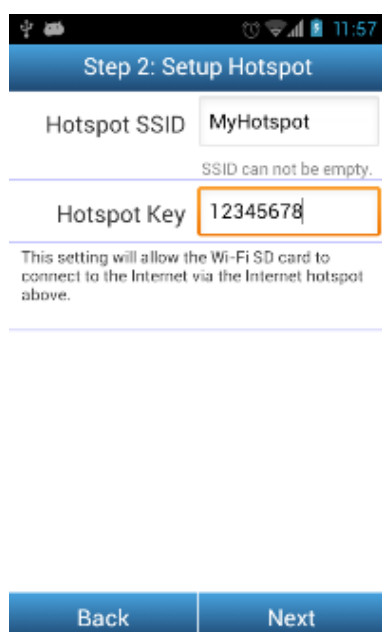 11:57
Step 2: Setup Hotspot
Hotspot SSID MyHotspot
SSID can not be empty.
Hotspot Key 12345678
This setting will allow the Wi-Fi SD card to
connect to the Internet via the Internet hotspot
above.
Back Next